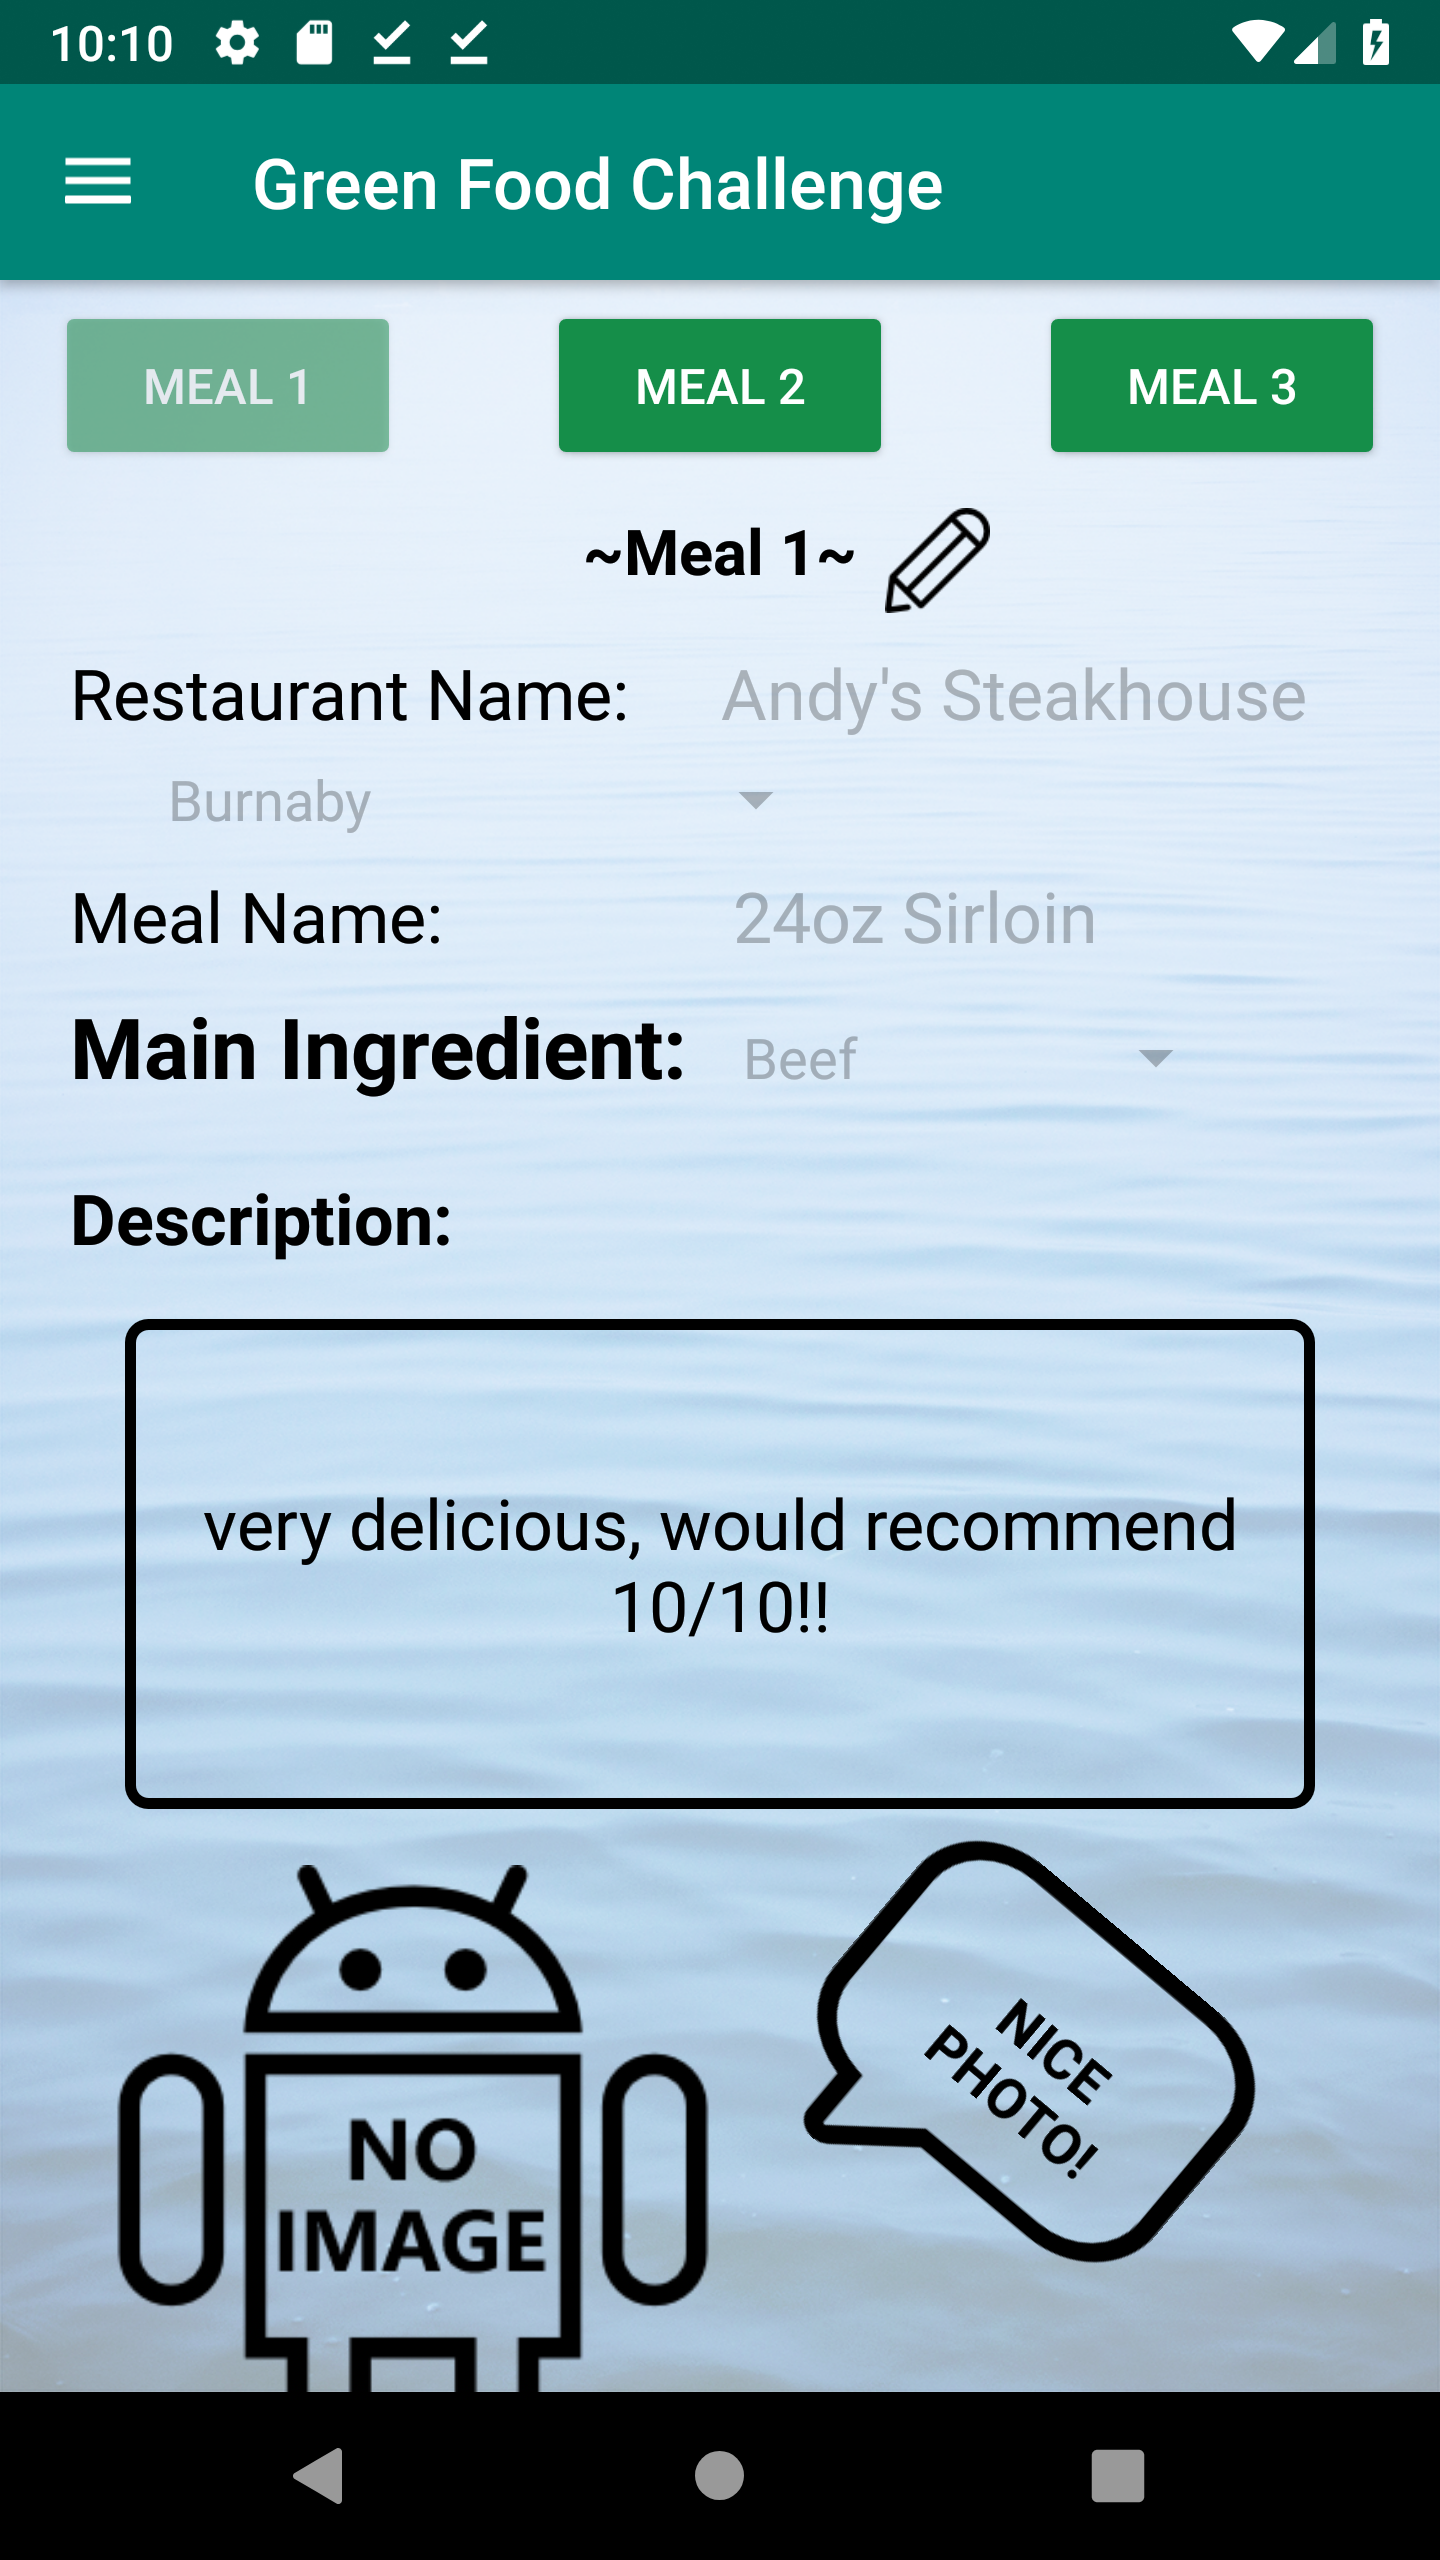 10:10
Green Food Challenge
MEAL 1 MEAL 2 MEAL 3
~Meal 1~
Restaurant Name: Andy's Steakhouse
Burnaby
Meal Name: 24oz Sirloin
Main Ingredient: Beef
Description:
very delicious, would recommend
10/10!!
NO
IMAGE
NICE
PHOTO!